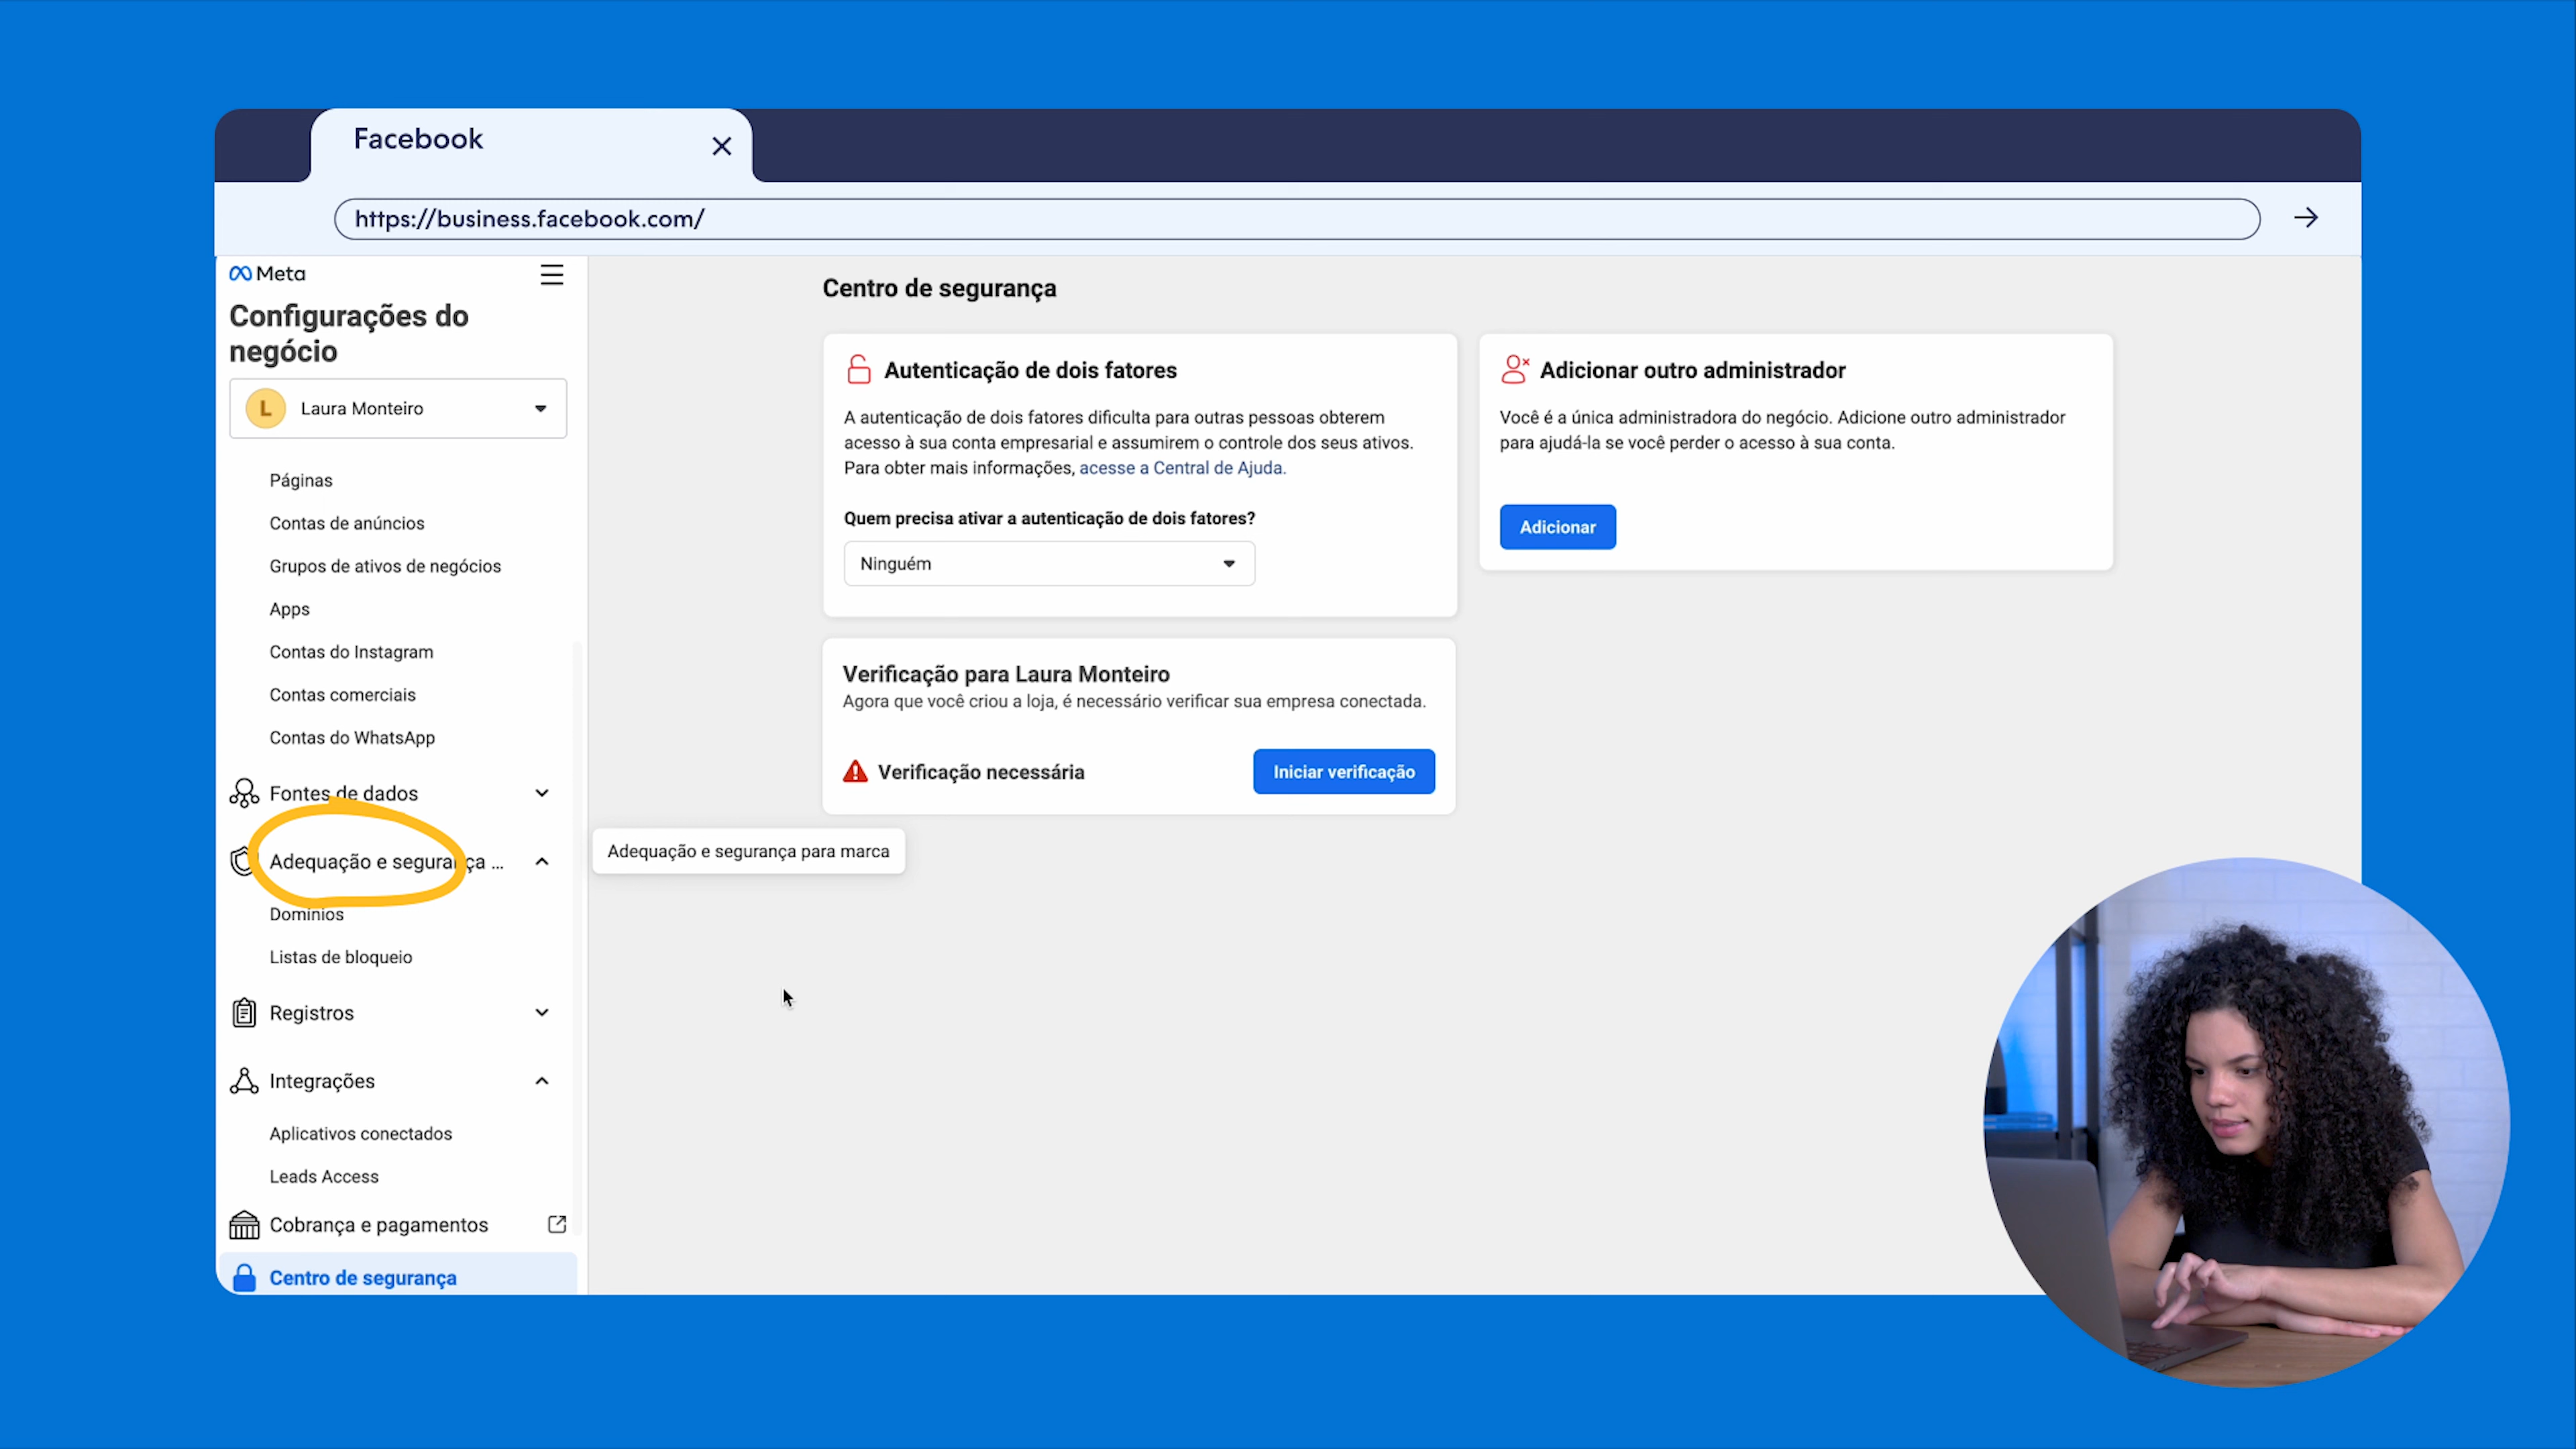 Facebook
https://business.facebook.com/
Meta
Configurações do
negócio
L
Laura Monteiro
Páginas
Contas de anúncios
Grupos de ativos de negócios
Apps
Contas do Instagram
Contas comerciais
Contas do WhatsApp
Fontes de dados
Adequação e segurança ...
Domínios
Listas de bloqueio
Registros
Integrações
Aplicativos conectados
Leads Access
Cobrança e pagamentos
Centro de segurança
Centro de segurança
Autenticação de dois fatores
A autenticação de dois fatores dificulta para outras pessoas obterem
acesso à sua conta empresarial e assumirem o controle dos seus ativos.
Para obter mais informações, acesse a Central de Ajuda.
Quem precisa ativar a autenticação de dois fatores?
Ninguém
Adicionar outro administrador
Você é a única administradora do negócio. Adicione outro administrador
para ajudá-la se você perder o acesso à sua conta.
Adicionar
Verificação para Laura Monteiro
Agora que você criou a loja, é necessário verificar sua empresa conectada.
Verificação necessária
Iniciar verificação
Adequação e segurança para marca